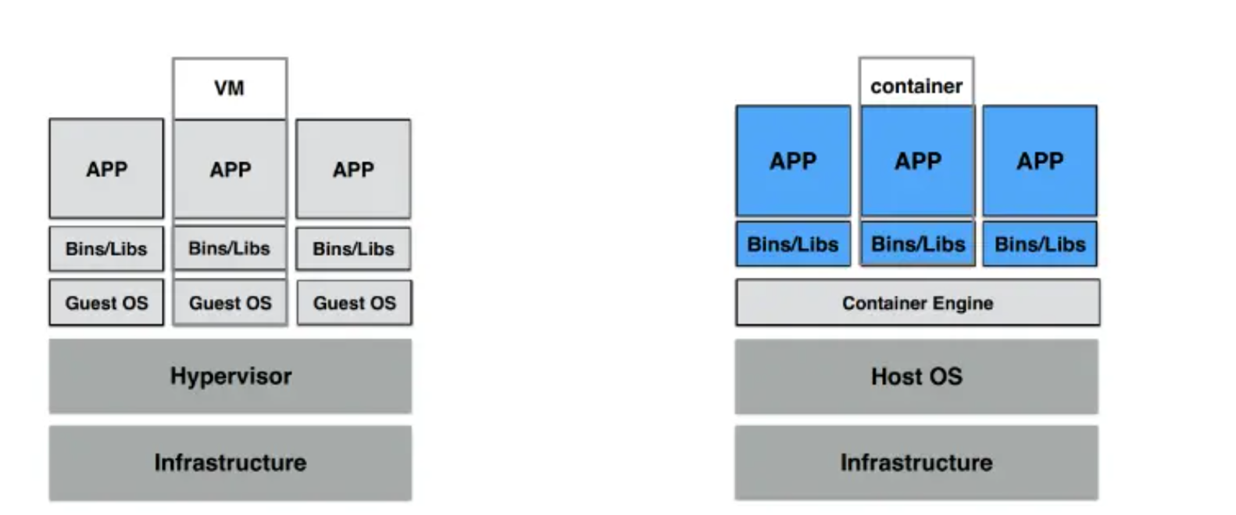 VM
APP
APP
APP
Bins/Libs
Bins/Libs
Bins/Libs
Guest OS
Guest OS
Guest OS
Hypervisor
Infrastructure
container
APP
APP
APP
Bins/Libs
Bins/Libs
Bins/Libs
Container Engine
Host OS
Infrastructure